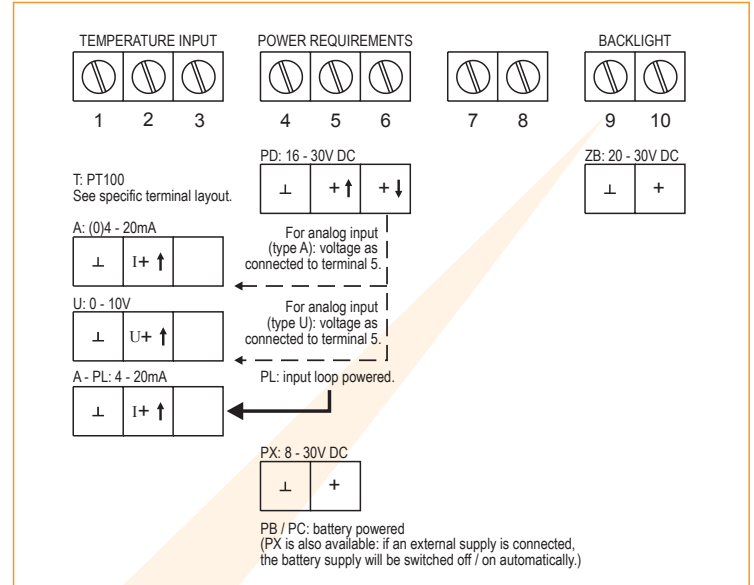 TEMPERATURE INPUT POWER REQUIREMENTS BACKLIGHT
1 2 3 4 5 6 7 8 9 10
T: PT100
See specific terminal layout.
PD: 16 - 30V DC
⊥ +↑ +↓
ZB: 20 - 30V DC
⊥ +
A: (0)4 - 20mA
⊥ I+ ↑
For analog input
(type A): voltage as
connected to terminal 5.
U: 0 - 10V
⊥ U+ ↑
For analog input
(type U): voltage as
connected to terminal 5.
A - PL: 4 - 20mA
⊥ I+ ↑
PL: input loop powered.
PX: 8 - 30V DC
⊥ +
PB / PC: battery powered
(PX is also available: if an external supply is connected,
the battery supply will be switched off / on automatically.)